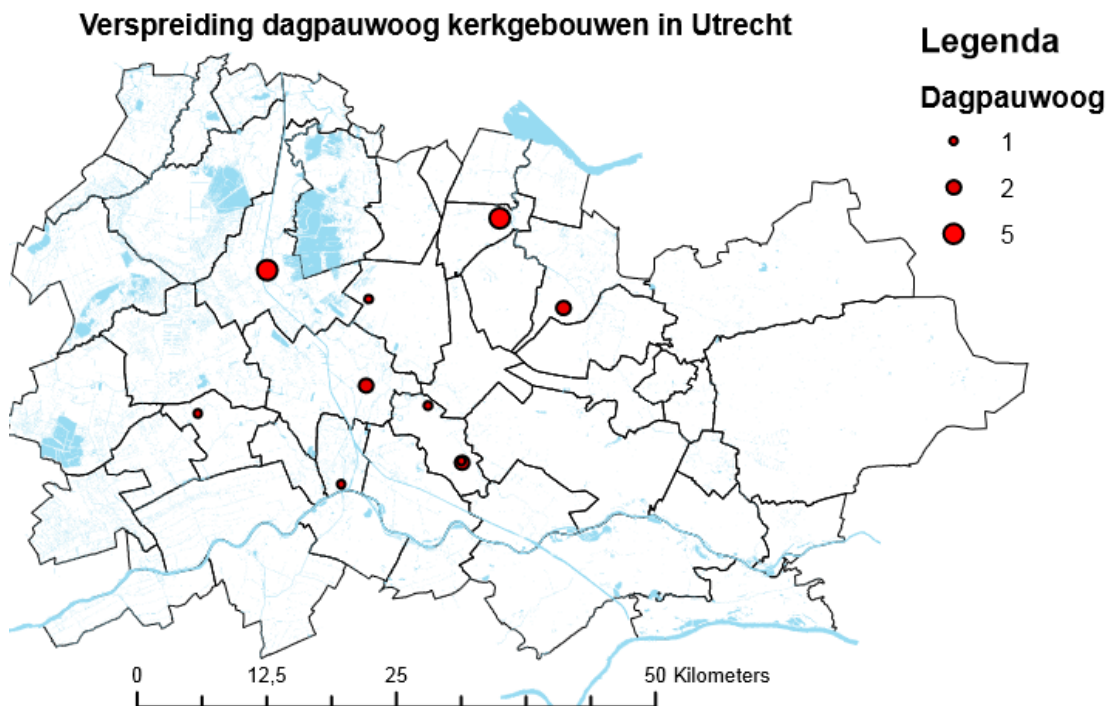 Verspreiding dagpauwoog kerkgebouwen in Utrecht
Legenda
Dagpauwoog
1
2
5
0 12,5 25 50 Kilometers